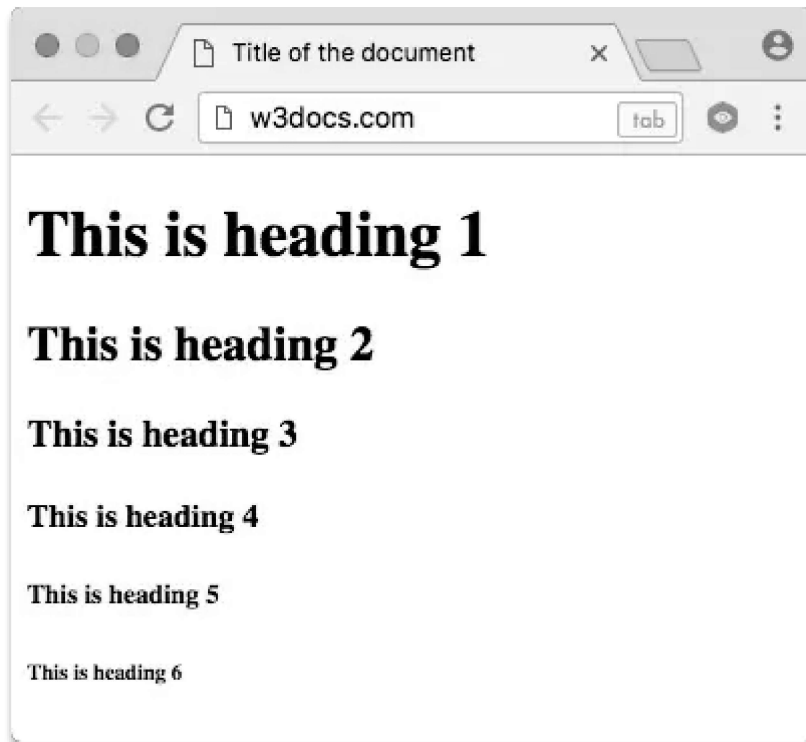 Title of the document
w3docs.com tab
This is heading 1
This is heading 2
This is heading 3
This is heading 4
This is heading 5
This is heading 6